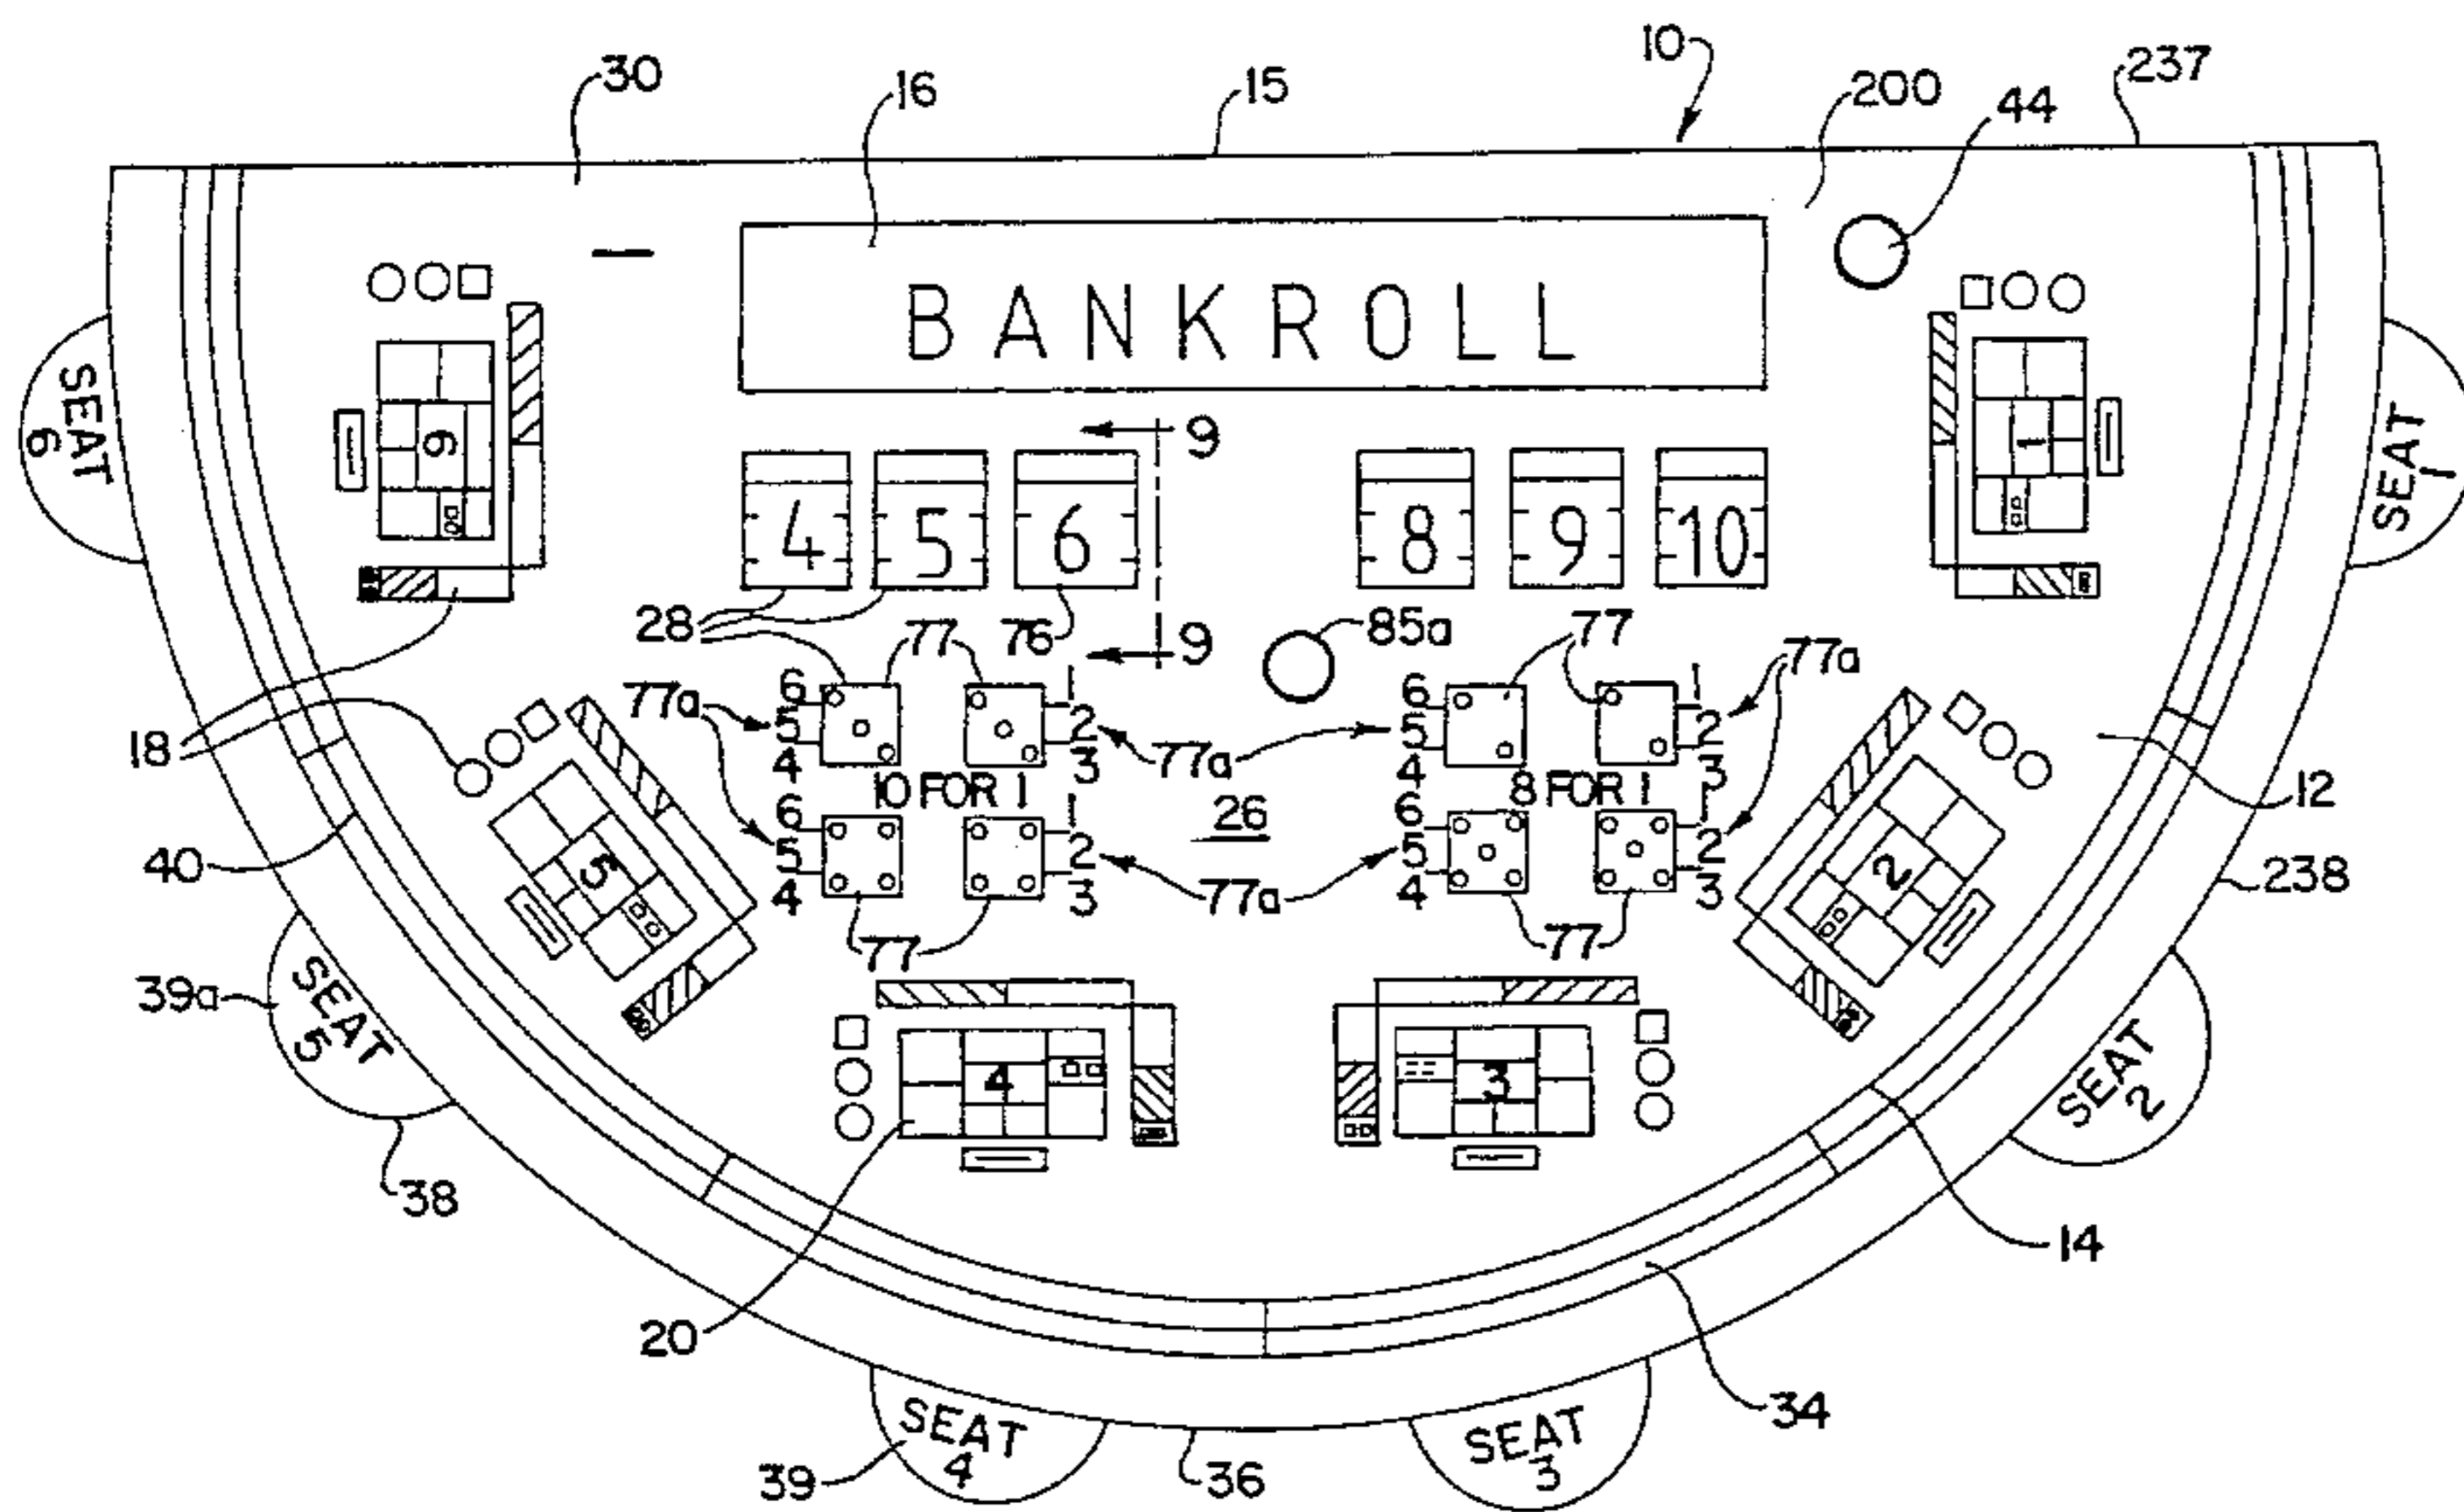 10
237
30
16
15
200
44
BANKROLL
SEAT 6
6
9
1
SEAT 1
4 5 6 8 9 10
28 77 76 9 85a 77
77a 6 1 6 1 77a
5 2 5 2
18 4 3 77a 4 3
10 FOR 1 26 8 FOR 1 12
6 1 6 1
40 5 5 2 5 2 2 238
4 3 77a 4 3
77 77
39a SEAT 5
4 3
SEAT 2
38
14
20
34
SEAT 4
SEAT 3
39 36